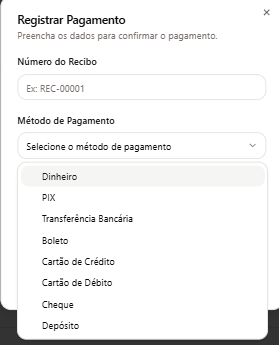 Registrar Pagamento
Preencha os dados para confirmar o pagamento.
Número do Recibo
Ex: REC-00001
Método de Pagamento
Selecione o método de pagamento
Dinheiro
PIX
Transferência Bancária
Boleto
Cartão de Crédito
Cartão de Débito
Cheque
Depósito